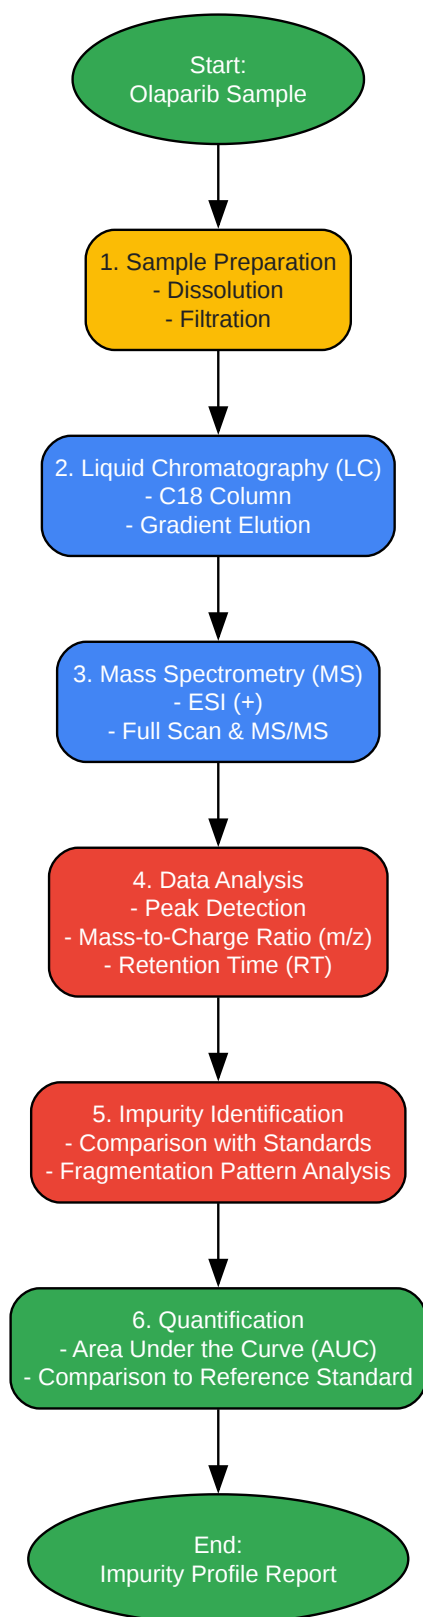 Start:
Olaparib Sample
1. Sample Preparation
- Dissolution
- Filtration
2. Liquid Chromatography (LC)
- C18 Column
- Gradient Elution
3. Mass Spectrometry (MS)
- ESI (+)
- Full Scan & MS/MS
4. Data Analysis
- Peak Detection
- Mass-to-Charge Ratio (m/z)
- Retention Time (RT)
5. Impurity Identification
- Comparison with Standards
- Fragmentation Pattern Analysis
6. Quantification
- Area Under the Curve (AUC)
- Comparison to Reference Standard
End:
Impurity Profile Report